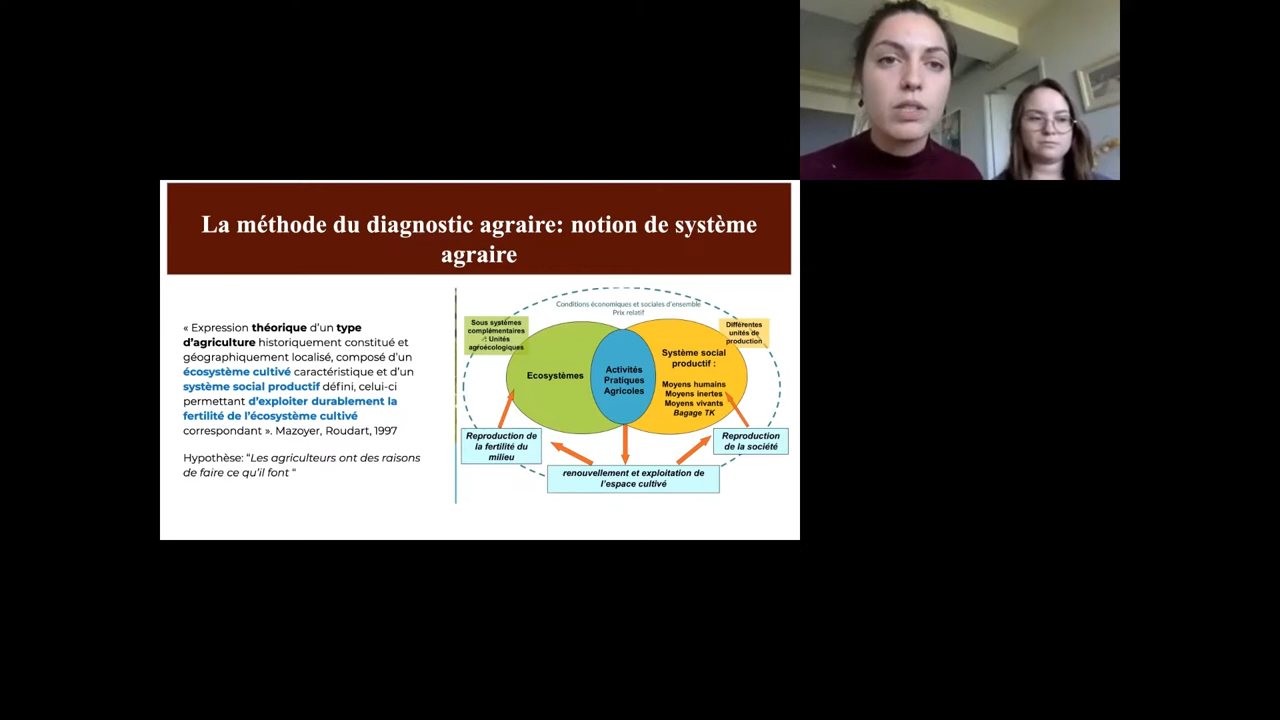 La méthode du diagnostic agraire: notion de système
agraire
« Expression théorique d'un type
d'agriculture historiquement constitué et
géographiquement localisé, composé d'un
écosystème cultivé caractéristique et d'un
système social productif défini, celui-ci
permettant d'exploiter durablement la
fertilité de l'écosystème cultivé
correspondant ». Mazoyer, Roudart, 1997
Hypothèse: "Les agriculteurs ont des raisons
de faire ce qu'il font "
Conditions économiques et sociales d'ensemble
Prix relatif
Sous systèmes
complémentaires
: Unités
agroécologiques
Différentes
unités de
production
Ecosystèmes
Activités
Pratiques
Agricoles
Système social
productif :
Moyens humains
Moyens inertes
Moyens vivants
Bagage TK
Reproduction de
la fertilité du
milieu
Reproduction
de la société
renouvellement et exploitation de
l'espace cultivé